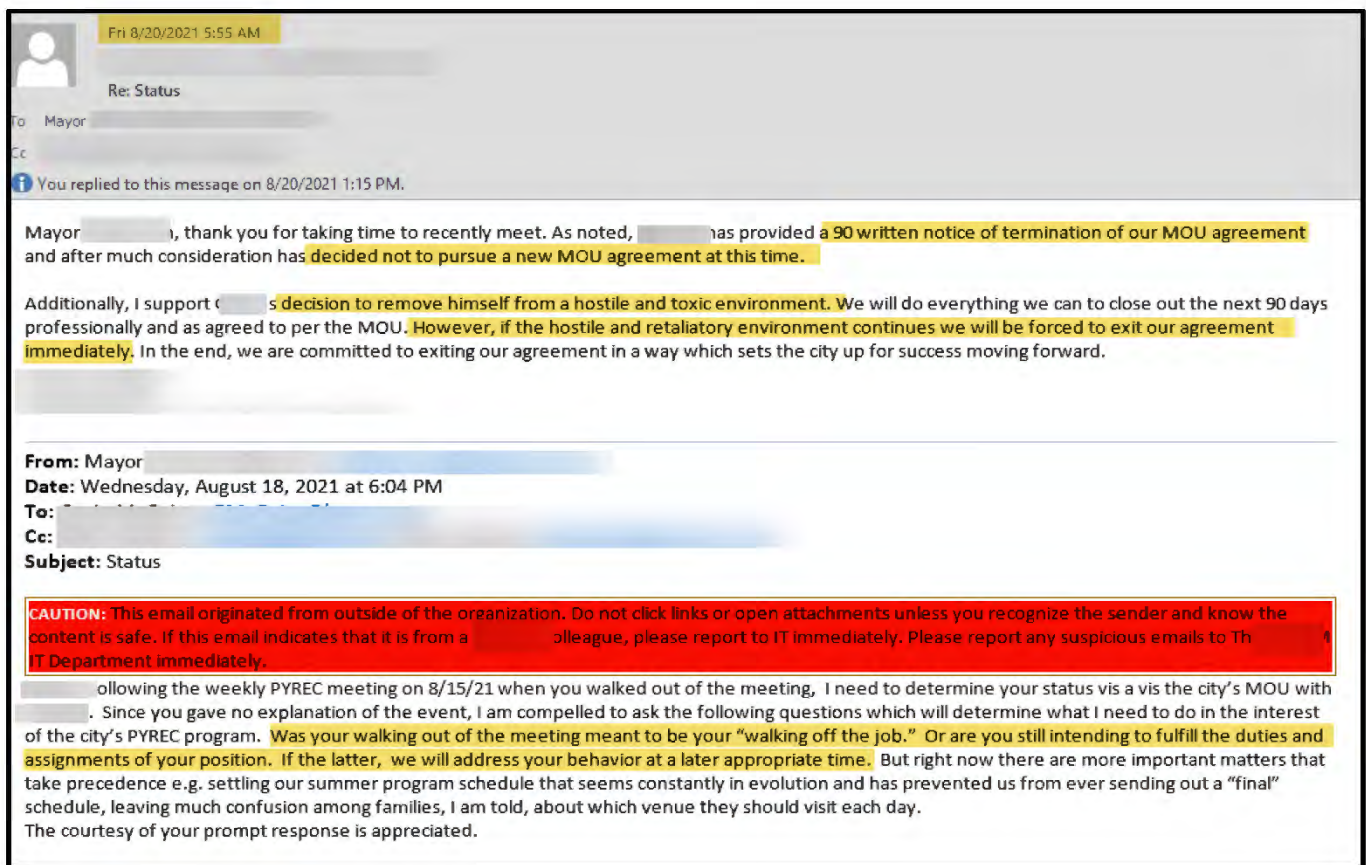 Fri 8/20/2021 5:55 AM
Re: Status
To Mayor
Cc
You replied to this message on 8/20/2021 1:15 PM.
Mayor , thank you for taking time to recently meet. As noted, has provided a 90 written notice of termination of our MOU agreement
and after much consideration has decided not to pursue a new MOU agreement at this time.
Additionally, I support s decision to remove himself from a hostile and toxic environment. We will do everything we can to close out the next 90 days
professionally and as agreed to per the MOU. However, if the hostile and retaliatory environment continues we will be forced to exit our agreement
immediately. In the end, we are committed to exiting our agreement in a way which sets the city up for success moving forward.
From: Mayor
Date: Wednesday, August 18, 2021 at 6:04 PM
To:
Cc:
Subject: Status
CAUTION: This email originated from outside of the organization. Do not click links or open attachments unless you recognize the sender and know the
content is safe. If this email indicates that it is from a olleague, please report to IT immediately. Please report any suspicious emails to Th
IT Department immediately.
ollowing the weekly PYREC meeting on 8/15/21 when you walked out of the meeting, I need to determine your status vis a vis the city's MOU with
. Since you gave no explanation of the event, I am compelled to ask the following questions which will determine what I need to do in the interest
of the city's PYREC program. Was your walking out of the meeting meant to be your "walking off the job." Or are you still intending to fulfill the duties and
assignments of your position. If the latter, we will address your behavior at a later appropriate time. But right now there are more important matters that
take precedence e.g. settling our summer program schedule that seems constantly in evolution and has prevented us from ever sending out a "final"
schedule, leaving much confusion among families, I am told, about which venue they should visit each day.
The courtesy of your prompt response is appreciated.